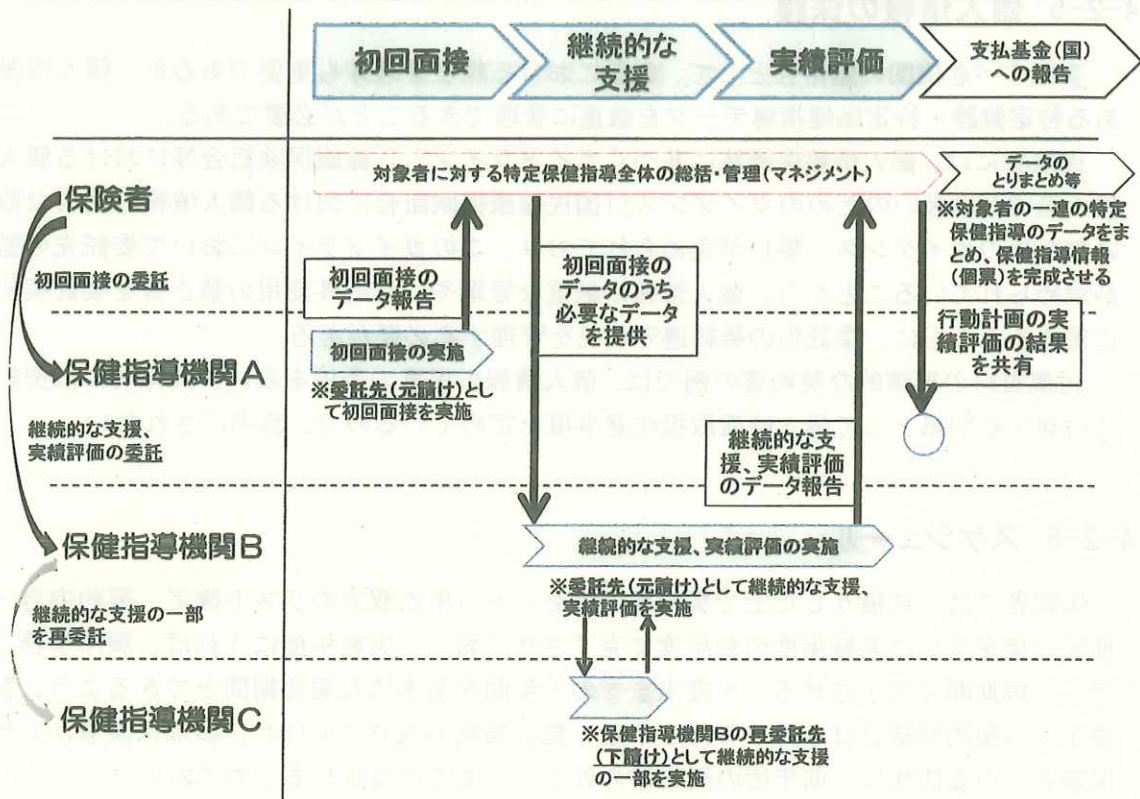 初回面接
継続的な
支援
実績評価
支払基金(国)
への報告
保険者
対象者に対する特定保健指導全体の総括・管理(マネジメント)
データの
とりまとめ等
※対象者の一連の特定
保健指導のデータをま
とめ、保健指導情報
(個票)を完成させる
初回面接の委託
初回面接の
データ報告
初回面接の
データのうち
必要なデータ
を提供
行動計画の実
績評価の結果
を共有
保健指導機関A
初回面接の実施
※委託先(元請け)とし
て初回面接を実施
継続的な支援、
実績評価の委託
継続的な支
援、実績評価
のデータ報告
保健指導機関B
継続的な支援、実績評価の実施
※委託先(元請け)として継続的な支援、
実績評価を実施
継続的な支援の一部
を再委託
保健指導機関C
※保健指導機関Bの再委託先
(下請け)として継続的な支援
の一部を実施